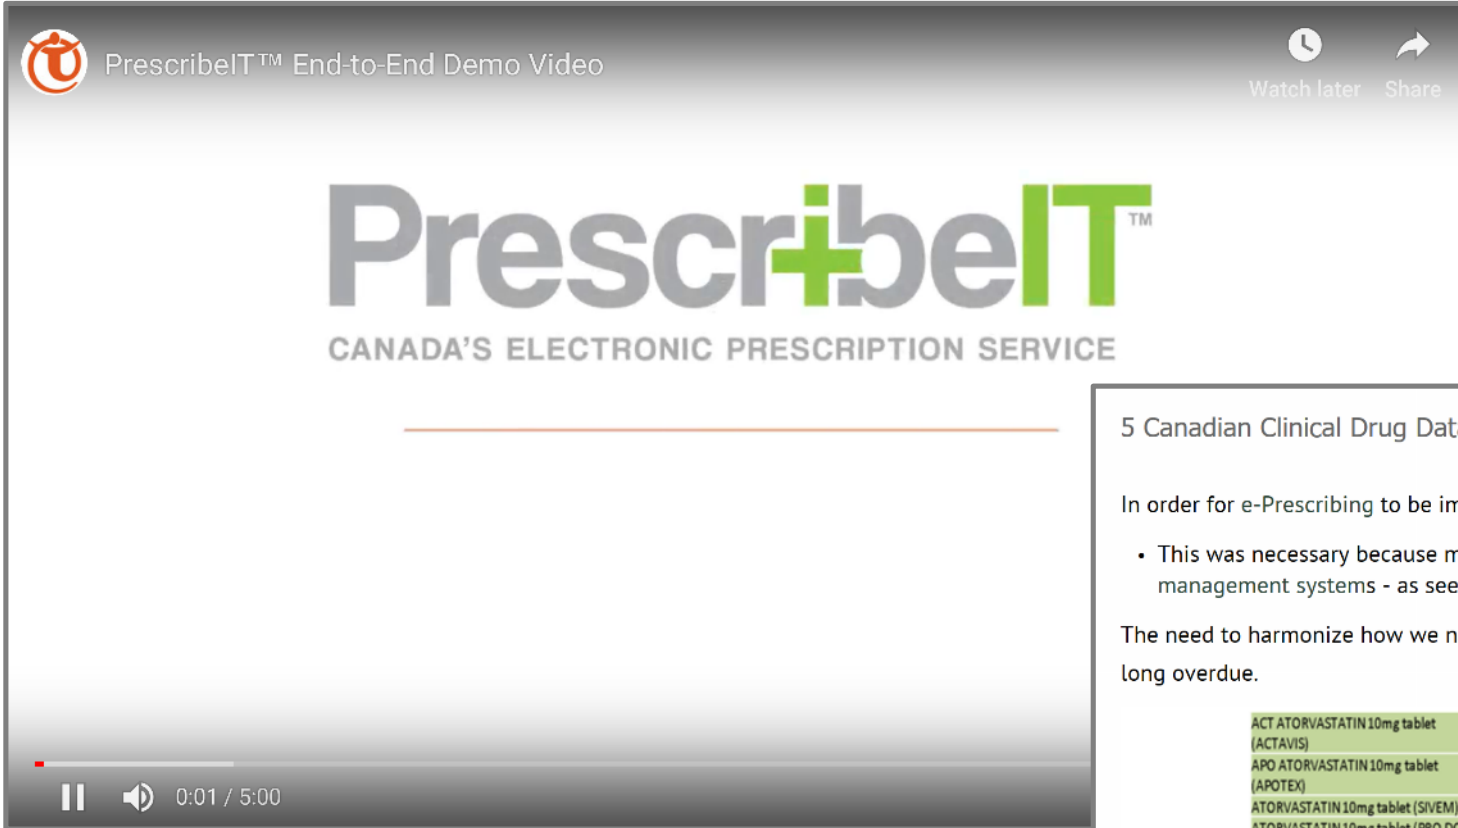 PrescribeIT™ End-to-End Demo Video
Watch later Share
PrescribeIT™
CANADA'S ELECTRONIC PRESCRIPTION SERVICE
0:01 / 5:00
5 Canadian Clinical Drug
In order for e-Prescribing to be
• This was necessary because
management systems - as
The need to harmonize how we
long overdue.
ACT ATORVASTATIN 10mg tablet
(ACTAVIS)
APO ATORVASTATIN 10mg tablet
(APOTEX)
ATORVASTATIN 10mg tablet (SIVEM)